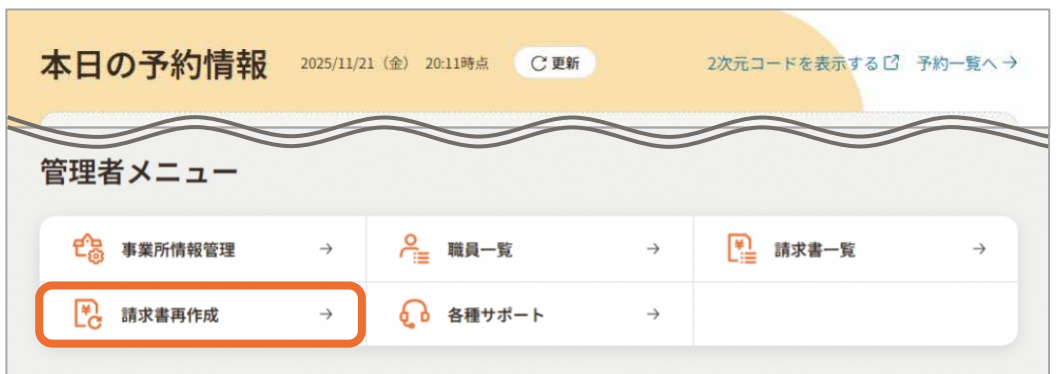 本日の予約情報 2025/11/21（金） 20:11時点 更新 2次元コードを表示する 予約一覧へ→
管理者メニュー
事業所情報管理 → 職員一覧 → 請求書一覧 →
請求書再作成 → 各種サポート →